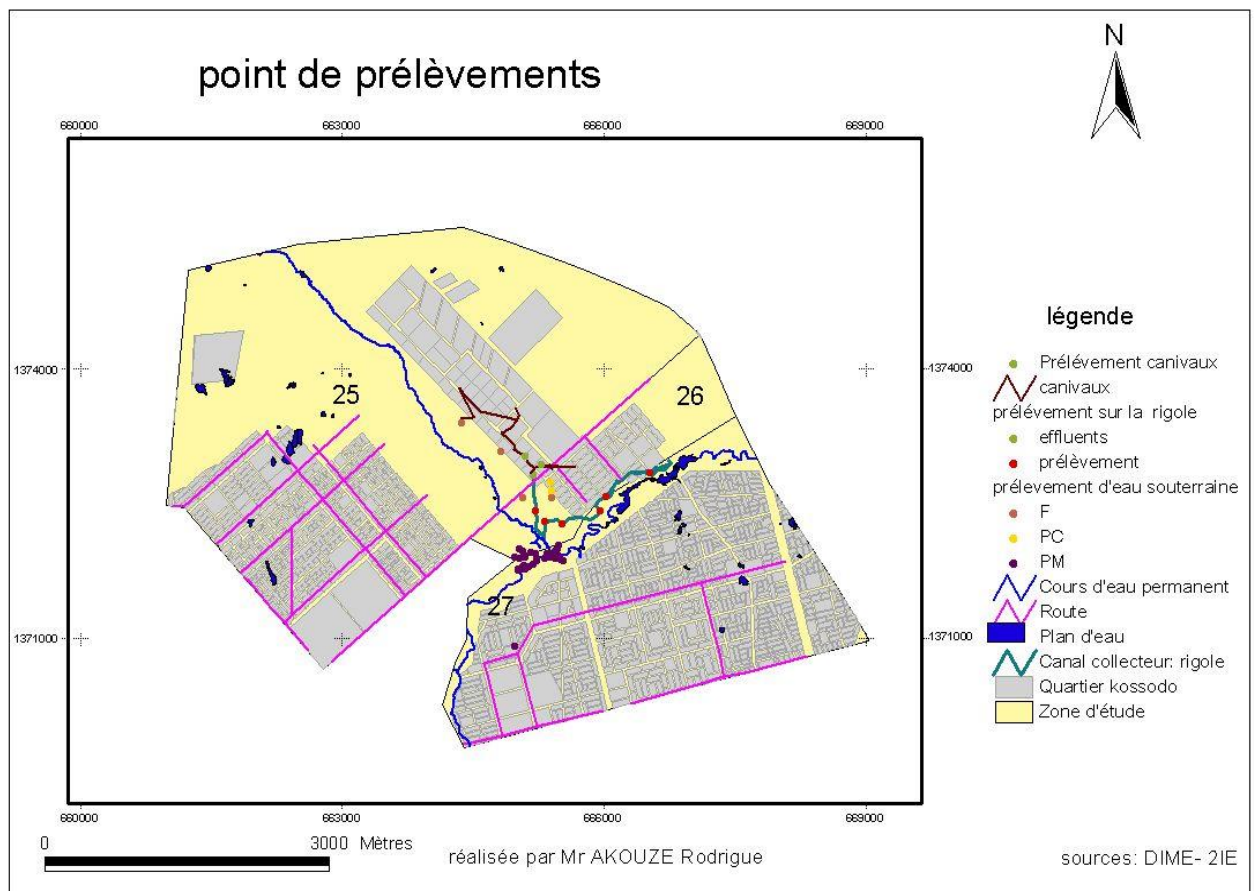 N
point de prélèvements
660000 663000 666000 669000
1374000 1374000
25
26
27
1371000 1371000
660000 663000 666000 669000
légende
Prélévement canivaux
canivaux
prélévement sur la rigole
effluents
prélèvement
prélevement d'eau souterraine
F
PC
PM
Cours d'eau permanent
Route
Plan d'eau
Canal collecteur: rigole
Quartier kossodo
Zone d'étude
0 3000 Mètres
réalisée par Mr AKOUZE Rodrigue
sources: DIME- 2IE